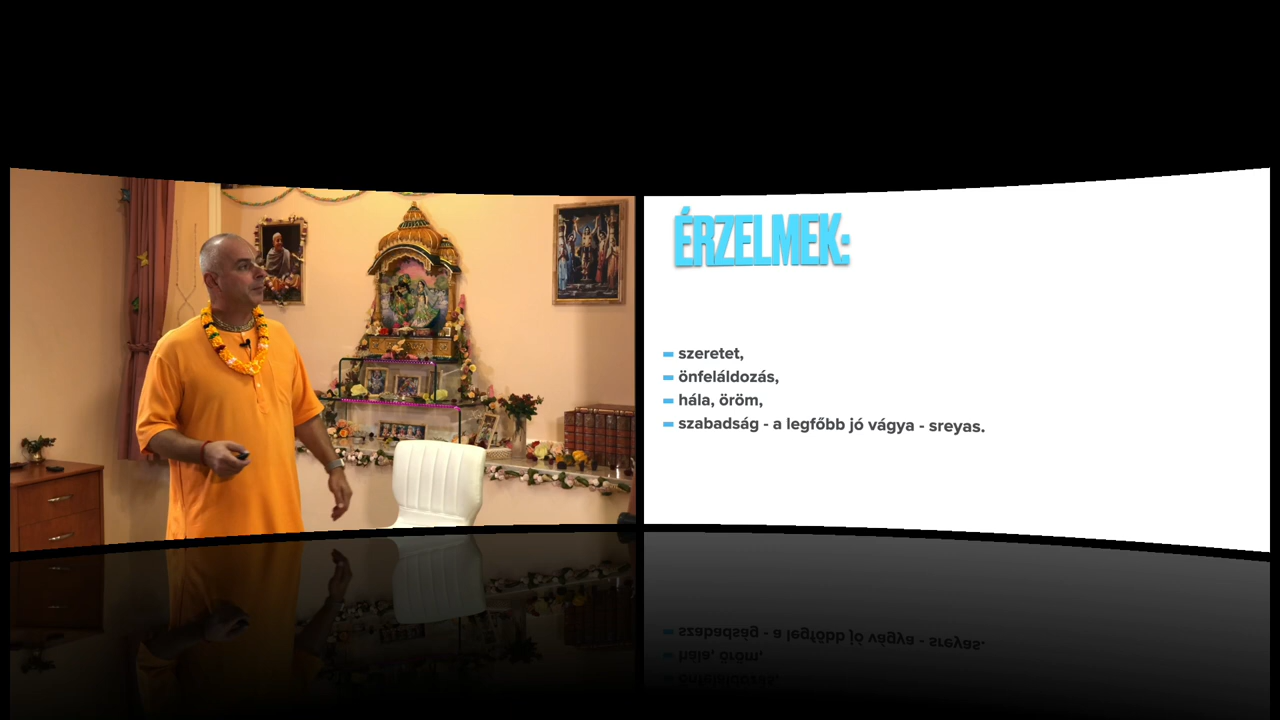 ÉRZELMEK:
szeretet,
önfeláldozás,
hála, öröm,
szabadság - a legfőbb jó vágya - sreyas.